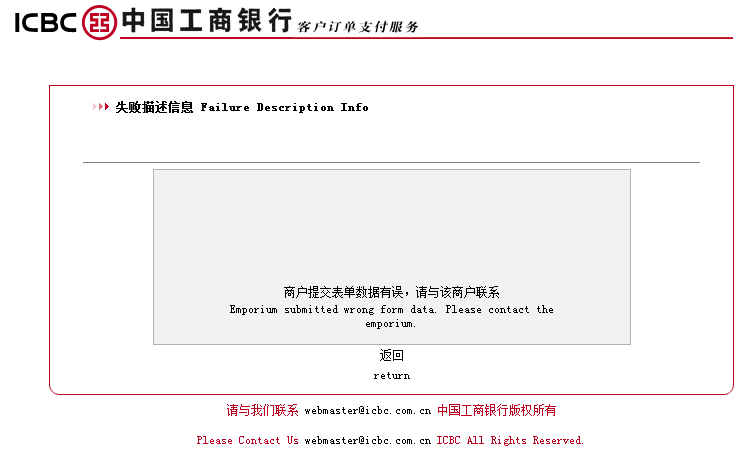 ICBC 中国工商银行 客户订单支付服务
失败描述信息 Failure Description Info
商户提交表单数据有误，请与该商户联系
Emporium submitted wrong form data. Please contact the
emporium.
返回
return
请与我们联系 webmaster@icbc.com.cn 中国工商银行版权所有
Please Contact Us webmaster@icbc.com.cn ICBC All Rights Reserved.